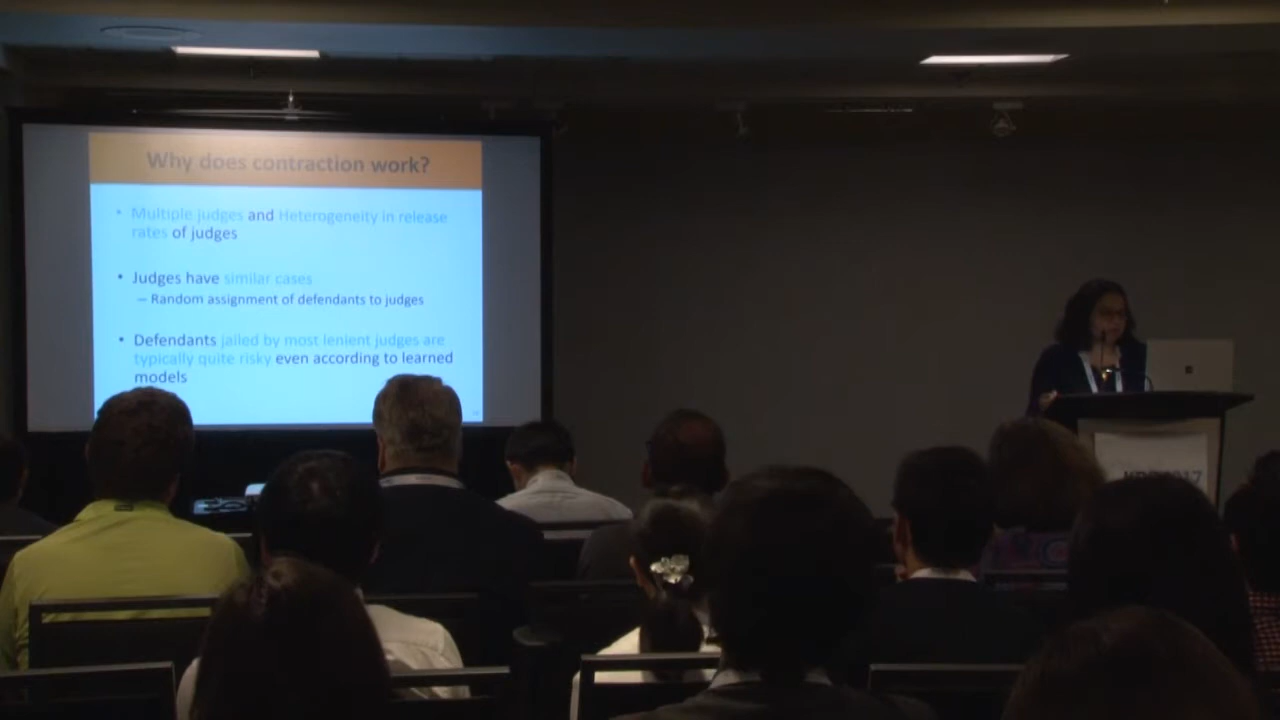 Why does contraction work?
• Multiple judges and Heterogeneity in release
rates of judges
• Judges have similar cases
– Random assignment of defendants to judges
• Defendants jailed by most lenient judges are
typically quite risky even according to learned
models